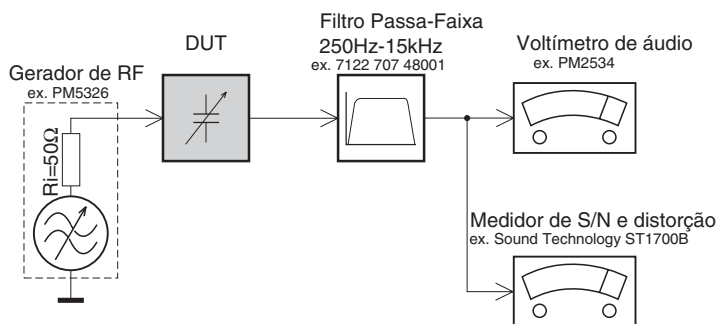 Filtro Passa-Faixa
DUT
250Hz-15kHz
Voltímetro de áudio
ex. 7122 707 48001
ex. PM2534
Gerador de RF
ex. PM5326
Ri=50Ω
Medidor de S/N e distorção
ex. Sound Technology ST1700B